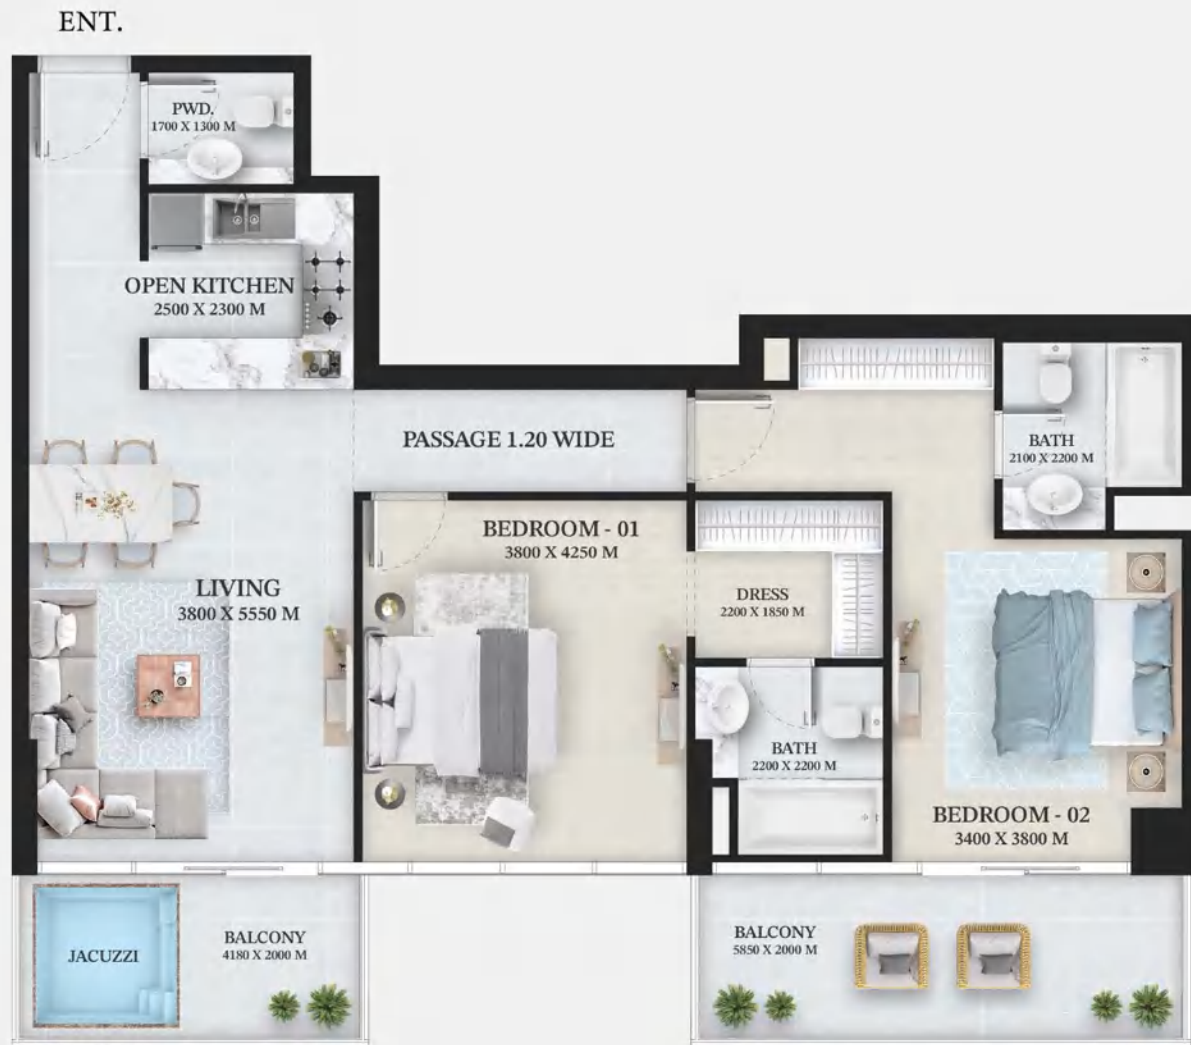 ENT.
PWD.
1700 X 1300 M
OPEN KITCHEN
2500 X 2300 M
PASSAGE 1.20 WIDE
BATH
2100 X 2200 M
BEDROOM - 01
3800 X 4250 M
LIVING
3800 X 5550 M
DRESS
2200 X 1850 M
BATH
2200 X 2200 M
BEDROOM - 02
3400 X 3800 M
JACUZZI
BALCONY
4180 X 2000 M
BALCONY
5850 X 2000 M